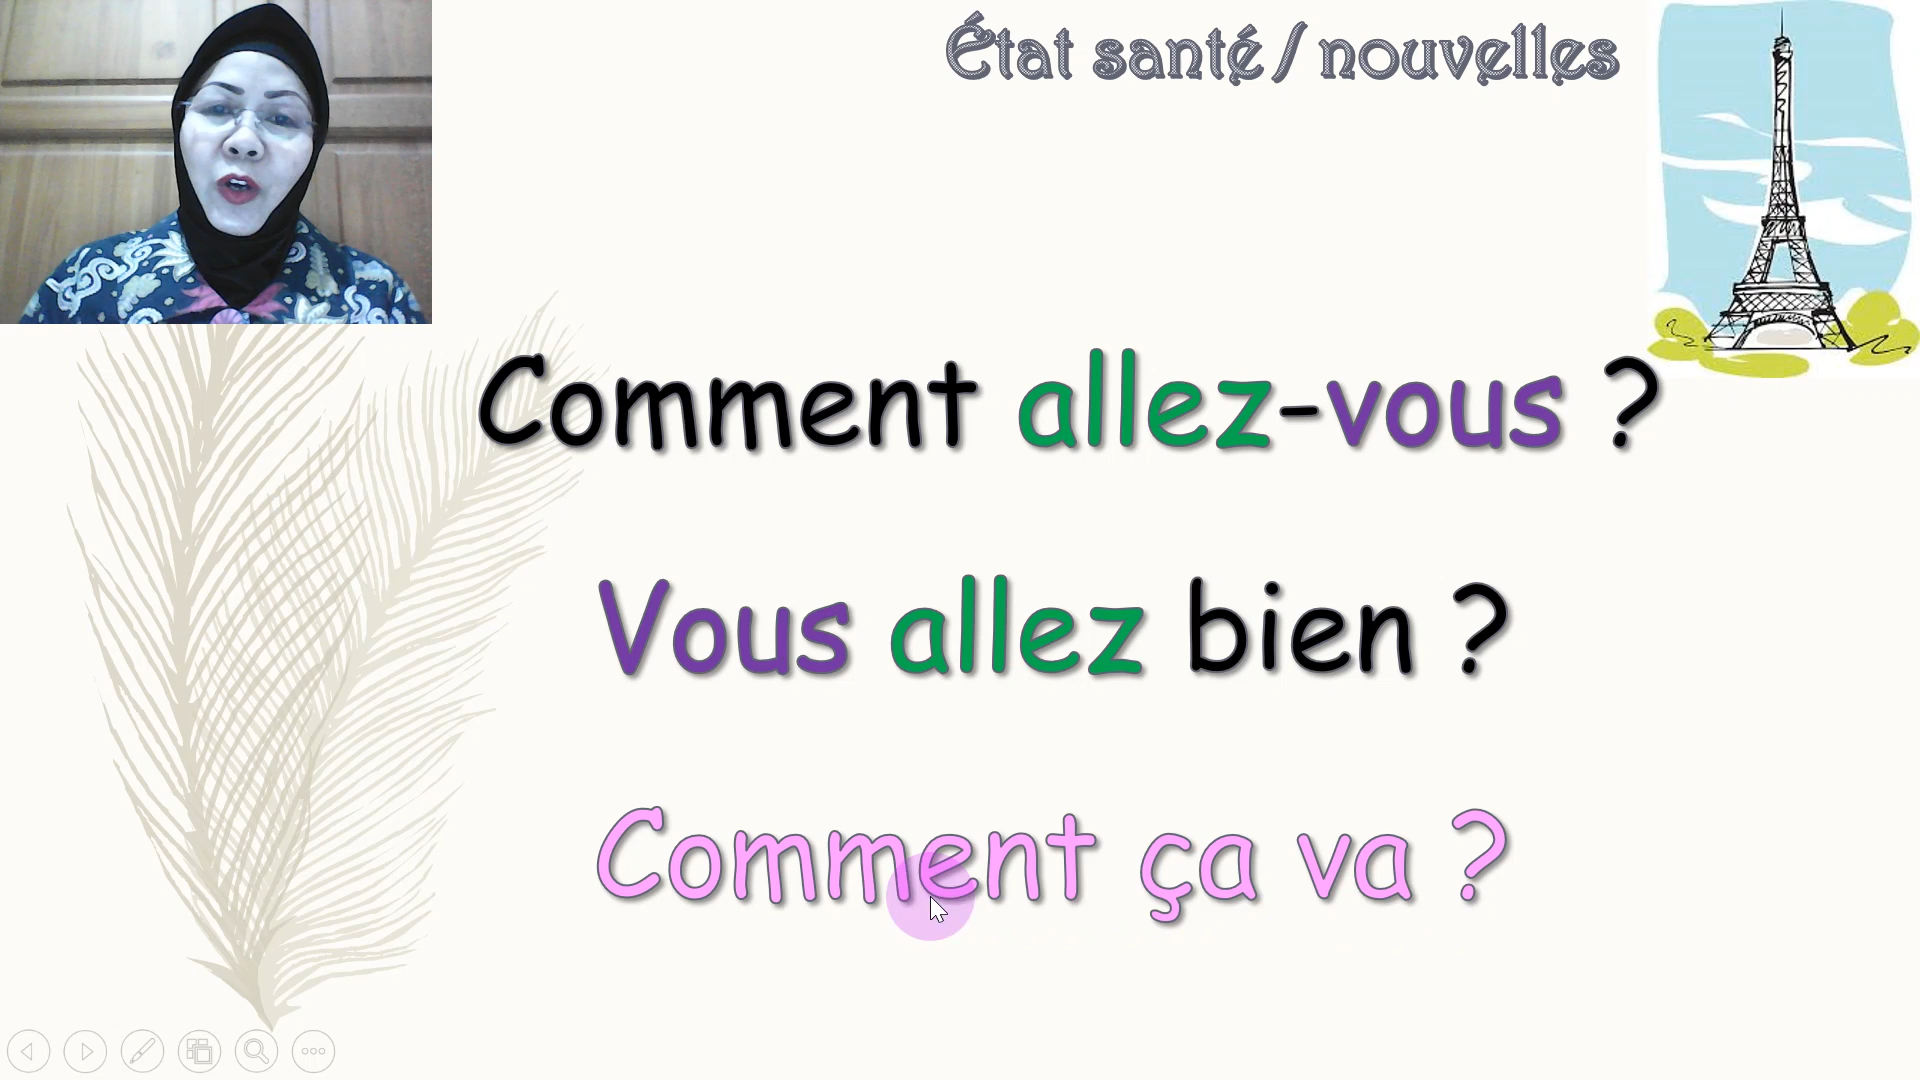 État santé / nouvelles
Comment allez-vous ?
Vous allez bien ?
Comment ça va ?